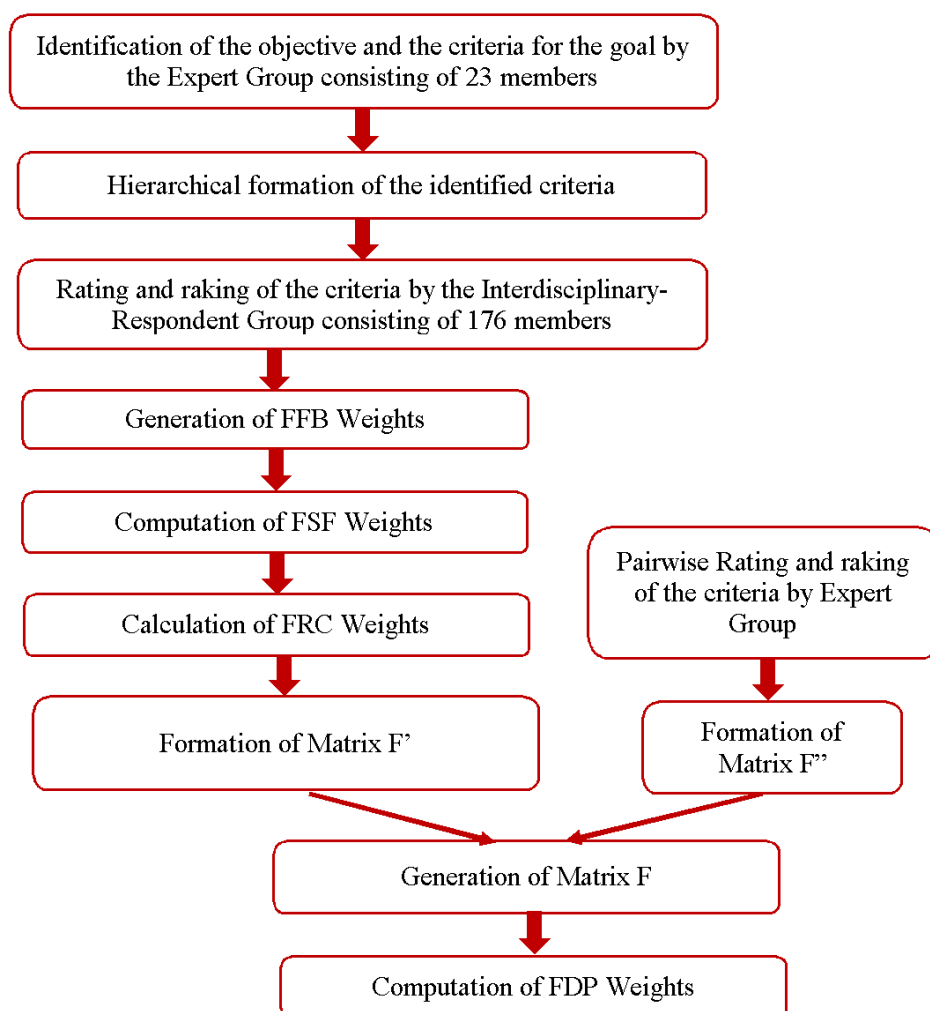 Identification of the objective and the criteria for the goal by
the Expert Group consisting of 23 members
Hierarchical formation of the identified criteria
Rating and raking of the criteria by the Interdisciplinary-
Respondent Group consisting of 176 members
Generation of FFB Weights
Computation of FSF Weights
Calculation of FRC Weights
Formation of Matrix F’
Pairwise Rating and raking
of the criteria by Expert
Group
Formation of
Matrix F”
Generation of Matrix F
Computation of FDP Weights